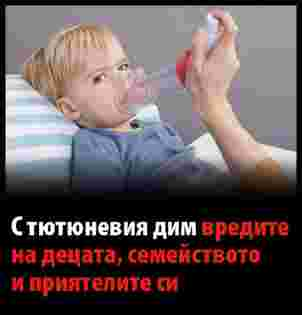 С тютюневия дим вредите
на децата, семейството
и приятелите си